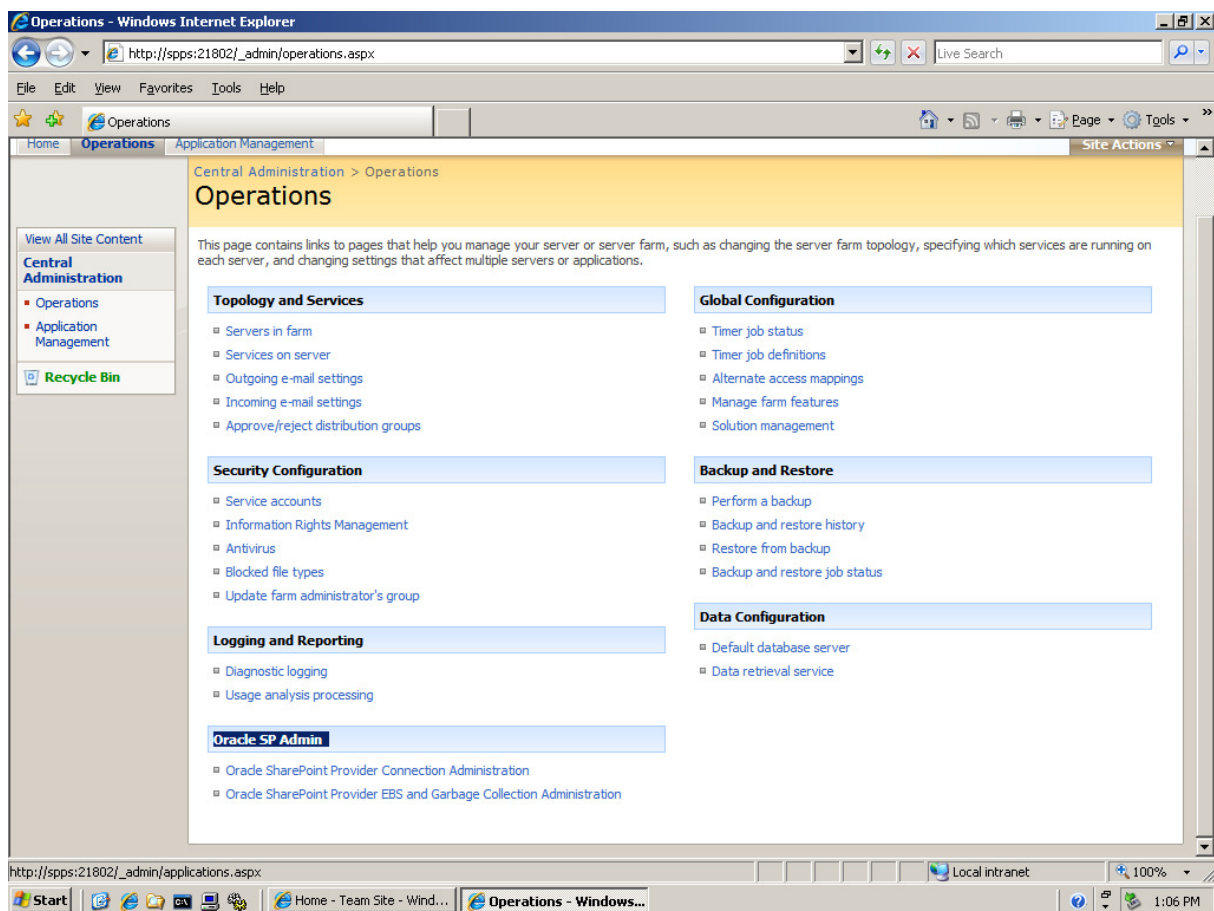 Operations - Windows Internet Explorer
http://spps:21802/_admin/operations.aspx
Live Search
File Edit View Favorites Tools Help
Operations
Page Tools »
Home Operations Application Management
Site Actions
Central Administration > Operations
Operations
View All Site Content
Central
Administration
Operations
Application
Management
Recycle Bin
This page contains links to pages that help you manage your server or server farm, such as changing the server farm topology, specifying which services are running on
each server, and changing settings that affect multiple servers or applications.
Topology and Services
Servers in farm
Services on server
Outgoing e-mail settings
Incoming e-mail settings
Approve/reject distribution groups
Security Configuration
Service accounts
Information Rights Management
Antivirus
Blocked file types
Update farm administrator's group
Logging and Reporting
Diagnostic logging
Usage analysis processing
Oracle SP Admin
Oracle SharePoint Provider Connection Administration
Oracle SharePoint Provider EBS and Garbage Collection Administration
Global Configuration
Timer job status
Timer job definitions
Alternate access mappings
Manage farm features
Solution management
Backup and Restore
Perform a backup
Backup and restore history
Restore from backup
Backup and restore job status
Data Configuration
Default database server
Data retrieval service
http://spps:21802/_admin/applications.aspx
Local intranet
100%
Start
Home - Team Site - Wind...
Operations - Windows...
1:06 PM